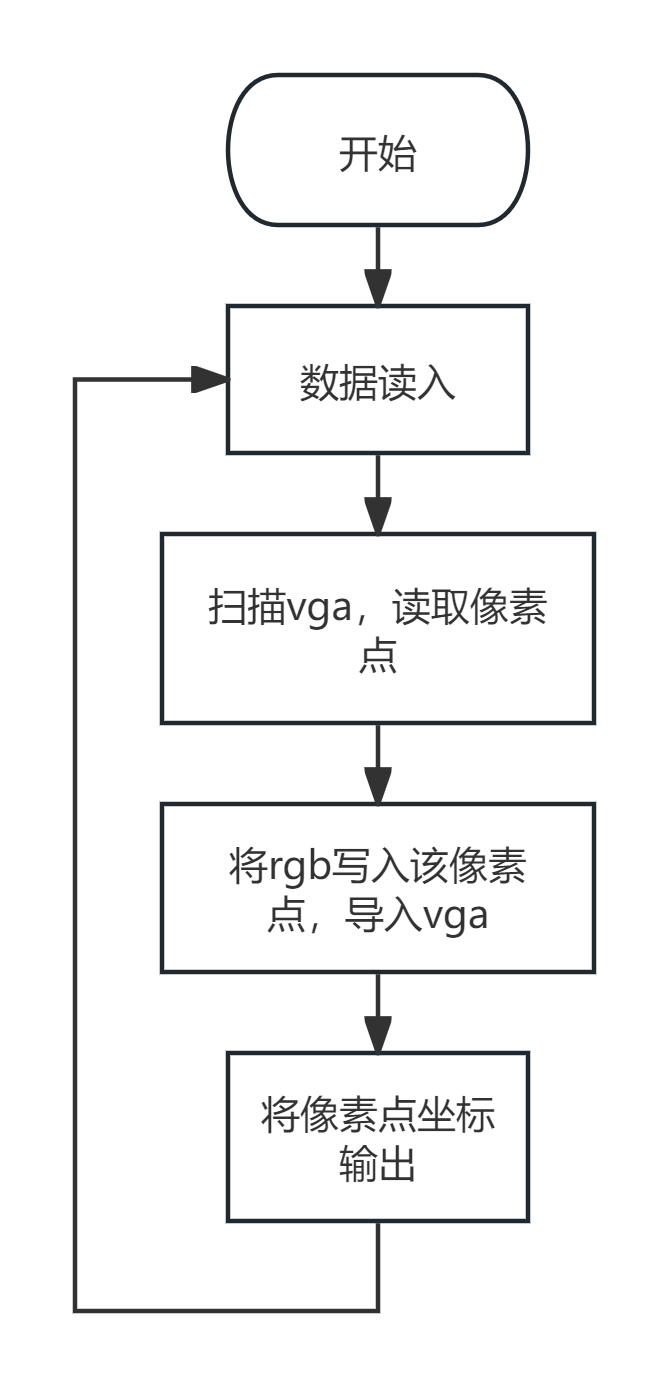 开始
数据读入
扫描vga，读取像素
点
将rgb写入该像素
点，导入vga
将像素点坐标
输出